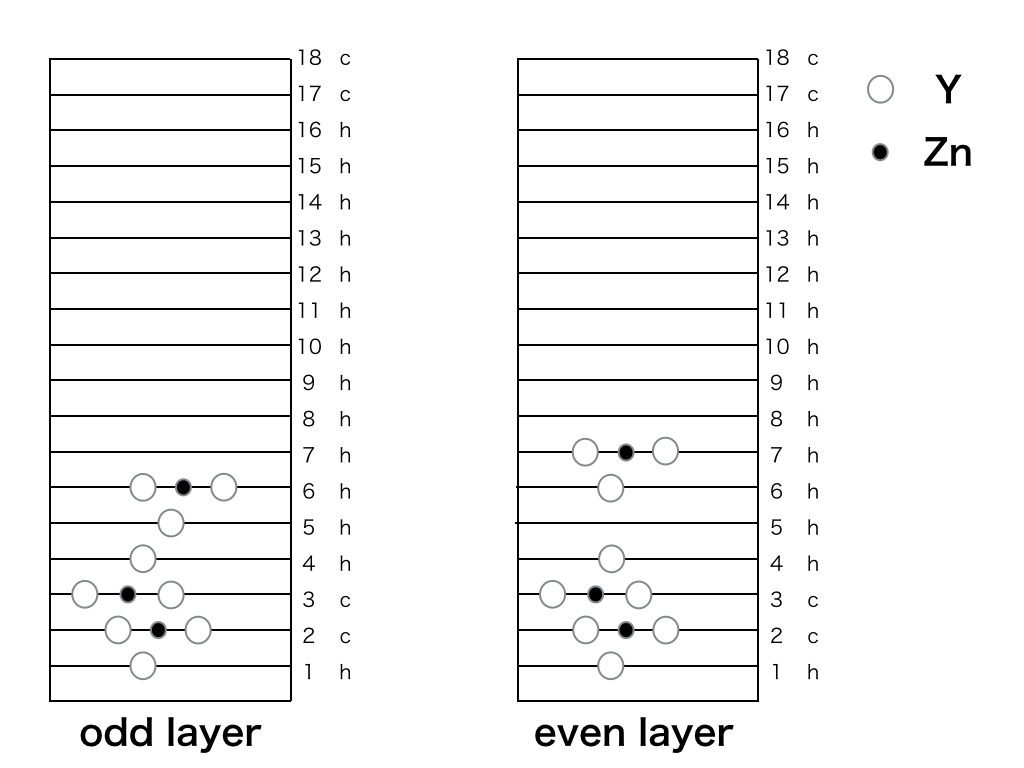 18 c
17 c
16 h
15 h
14 h
13 h
12 h
11 h
10 h
9 h
8 h
7 h
6 h
5 h
4 h
3 c
2 c
1 h
odd layer
18 c
17 c
16 h
15 h
14 h
13 h
12 h
11 h
10 h
9 h
8 h
7 h
6 h
5 h
4 h
3 c
2 c
1 h
even layer
Y
Zn